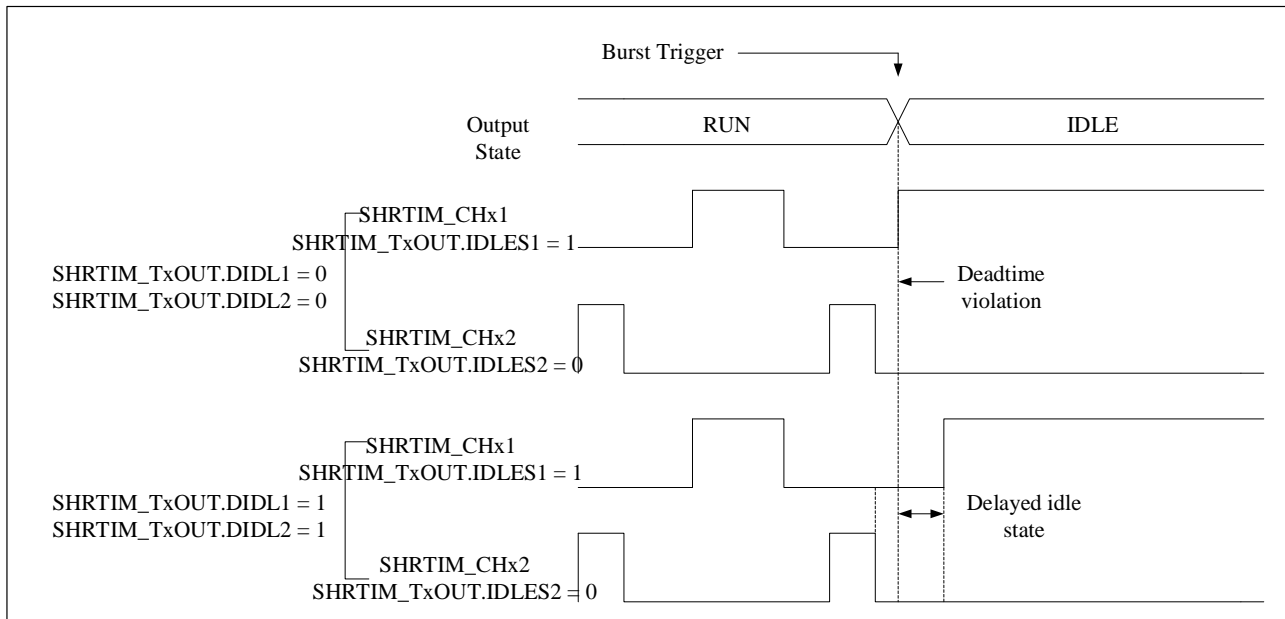 Burst Trigger
Output
State
RUN
IDLE
SHRTIM_CHx1
SHRTIM_TxOUT.IDLES1 = 1
SHRTIM_TxOUT.DIDL1 = 0
SHRTIM_TxOUT.DIDL2 = 0
Deadtime
violation
SHRTIM_CHx2
SHRTIM_TxOUT.IDLES2 = 0
SHRTIM_CHx1
SHRTIM_TxOUT.IDLES1 = 1
SHRTIM_TxOUT.DIDL1 = 1
SHRTIM_TxOUT.DIDL2 = 1
Delayed idle
state
SHRTIM_CHx2
SHRTIM_TxOUT.IDLES2 = 0